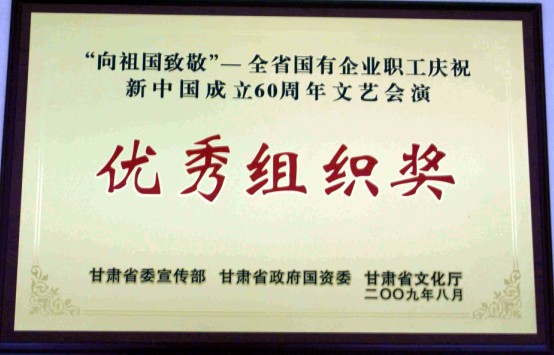 “向祖国致敬”—全省国有企业职工庆祝
新中国成立60周年文艺会演
优秀组织奖
甘肃省委宣传部 甘肃省政府国资委 甘肃省文化厅
二〇〇九年八月